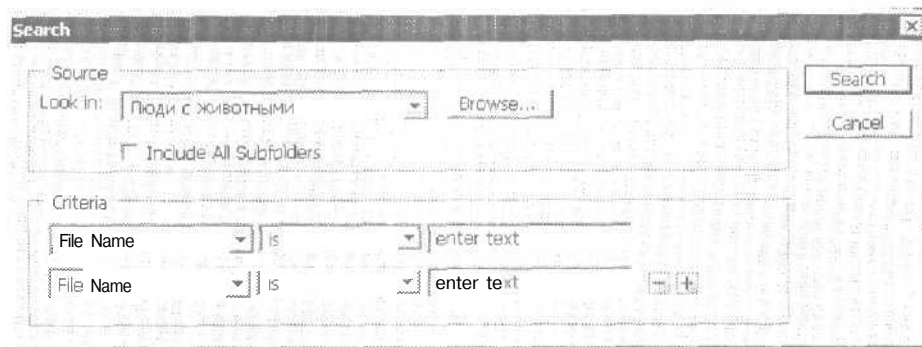 Search
Source
Search
Look in: Люди с животными Browse...
Cancel
Include All Subfolders
Criteria
File Name is enter text
File Name is enter text